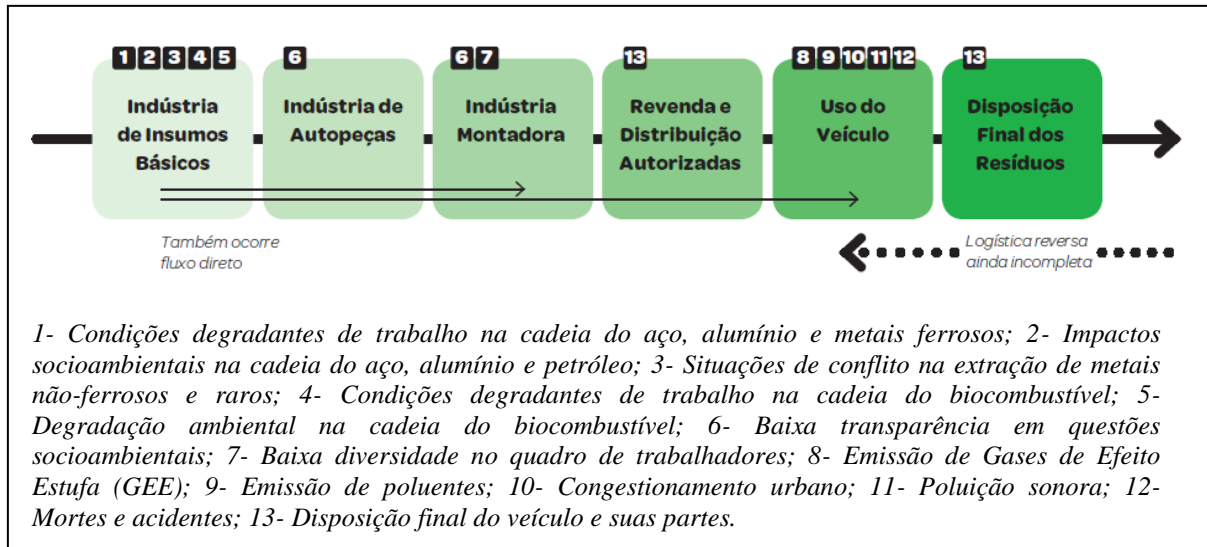 1 2 3 4 5
Indústria
de Insumos
Básicos
6
Indústria de
Autopeças
6 7
Indústria
Montadora
13
Revenda e
Distribuição
Autorizadas
8 9 10 11 12
Uso do
Veículo
13
Disposição
Final dos
Resíduos
Também ocorre
fluxo direto
Logística reversa
ainda incompleta
1- Condições degradantes de trabalho na cadeia do aço, alumínio e metais ferrosos; 2- Impactos
socioambientais na cadeia do aço, alumínio e petróleo; 3- Situações de conflito na extração de metais
não-ferrosos e raros; 4- Condições degradantes de trabalho na cadeia do biocombustível; 5-
Degradação ambiental na cadeia do biocombustível; 6- Baixa transparência em questões
socioambientais; 7- Baixa diversidade no quadro de trabalhadores; 8- Emissão de Gases de Efeito
Estufa (GEE); 9- Emissão de poluentes; 10- Congestionamento urbano; 11- Poluição sonora; 12-
Mortes e acidentes; 13- Disposição final do veículo e suas partes.